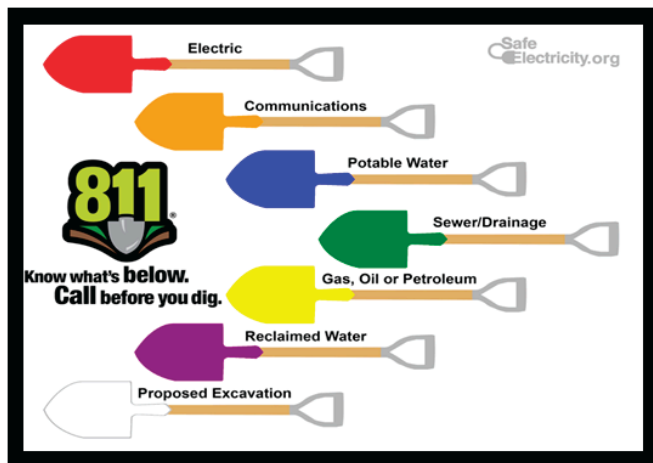 Electric
Safe
Electricity.org
Communications
Potable Water
811®
Sewer/Drainage
Know what's below.
Call before you dig.
Gas, Oil or Petroleum
Reclaimed Water
Proposed Excavation